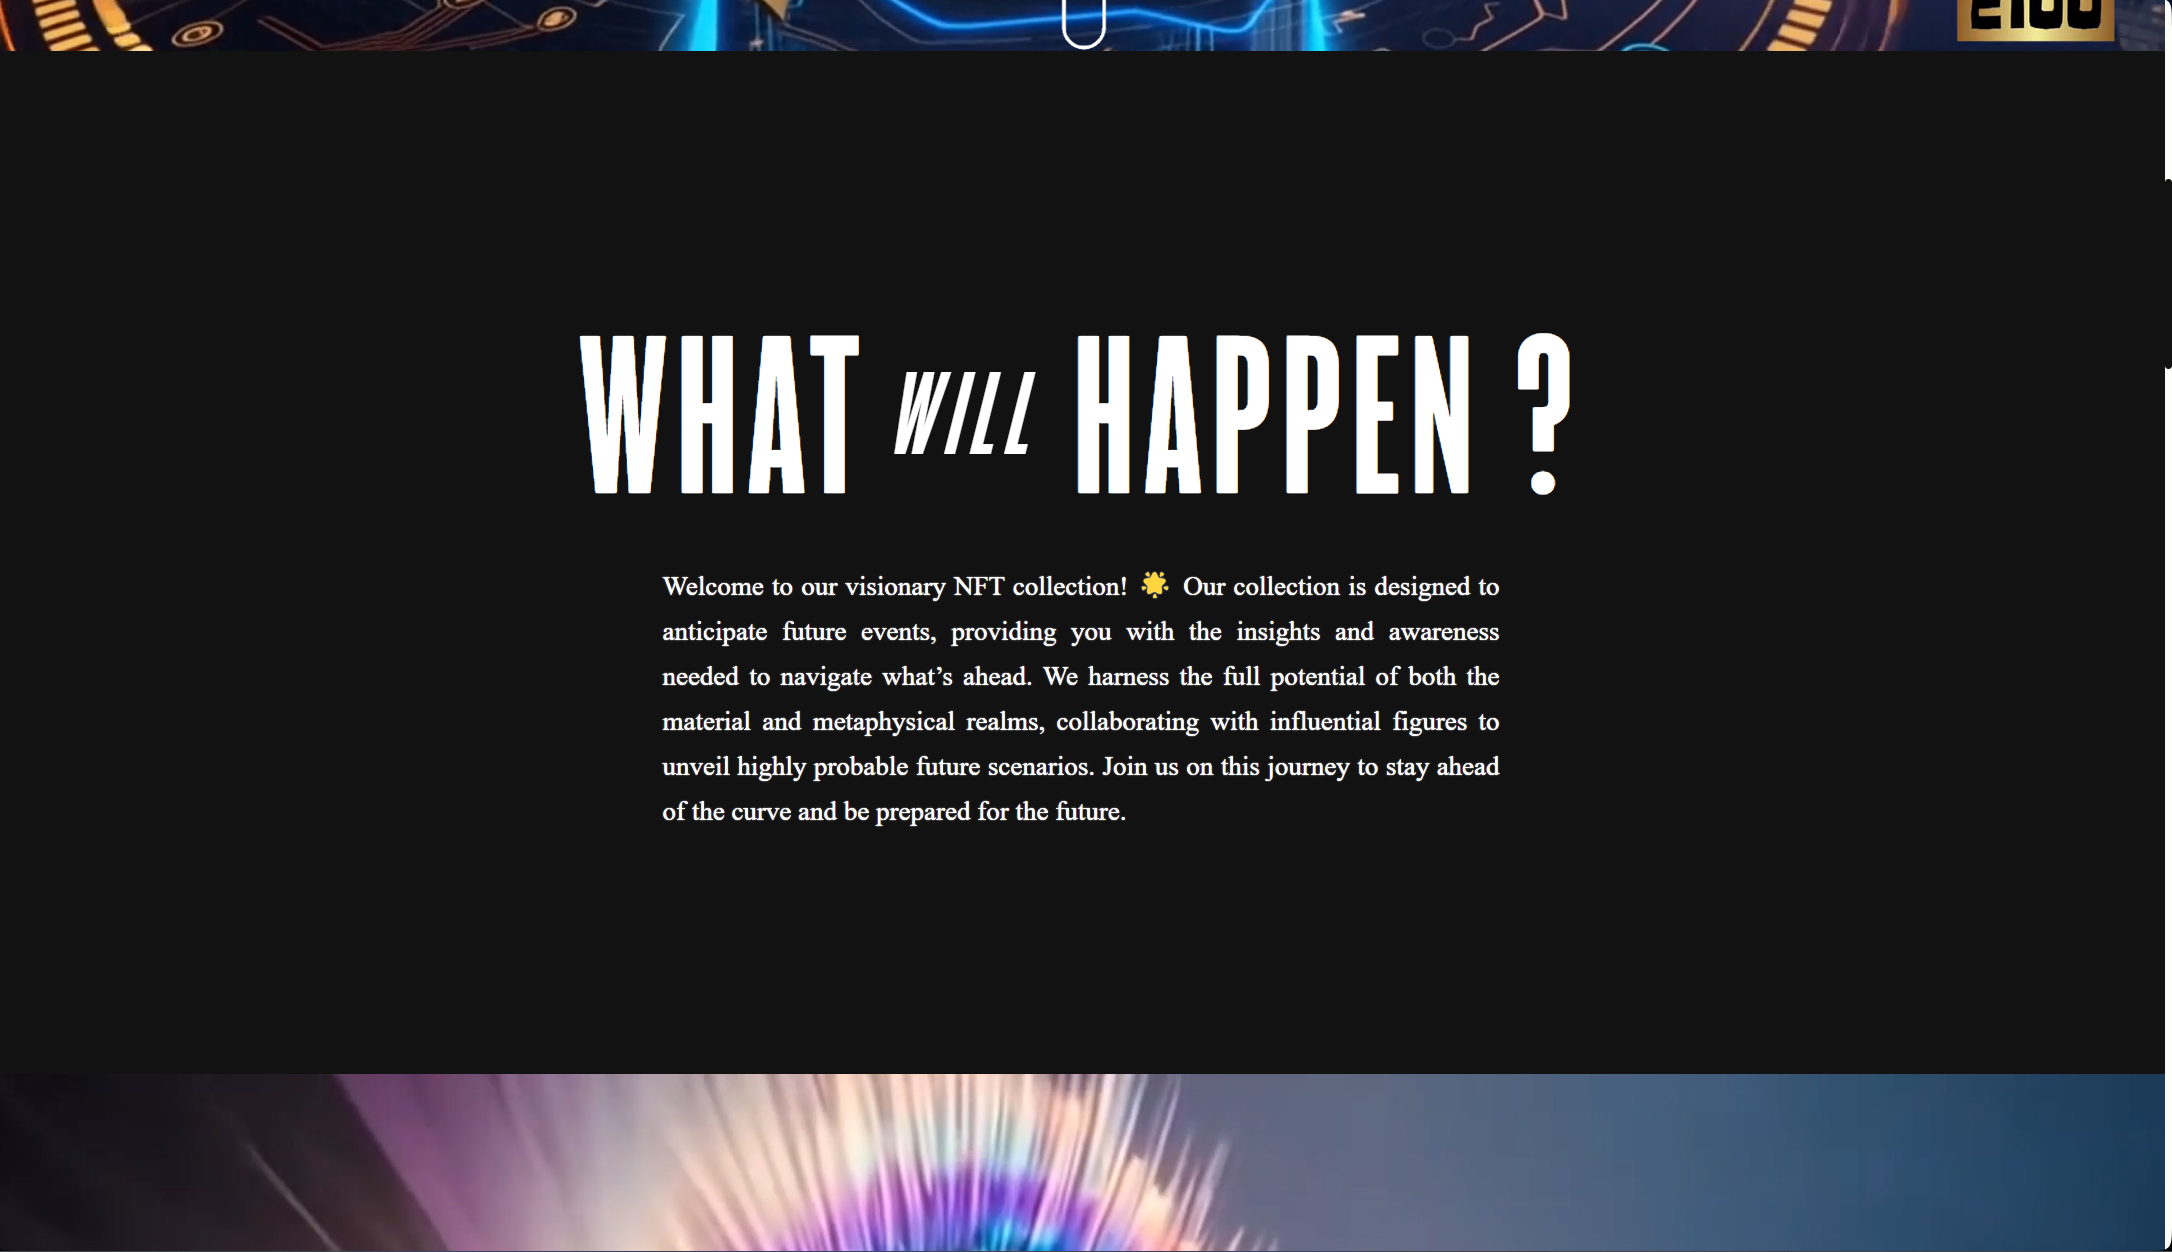 2100
WHAT WILL HAPPEN ?
Welcome to our visionary NFT collection! 🌟 Our collection is designed to
anticipate future events, providing you with the insights and awareness
needed to navigate what’s ahead. We harness the full potential of both the
material and metaphysical realms, collaborating with influential figures to
unveil highly probable future scenarios. Join us on this journey to stay ahead
of the curve and be prepared for the future.